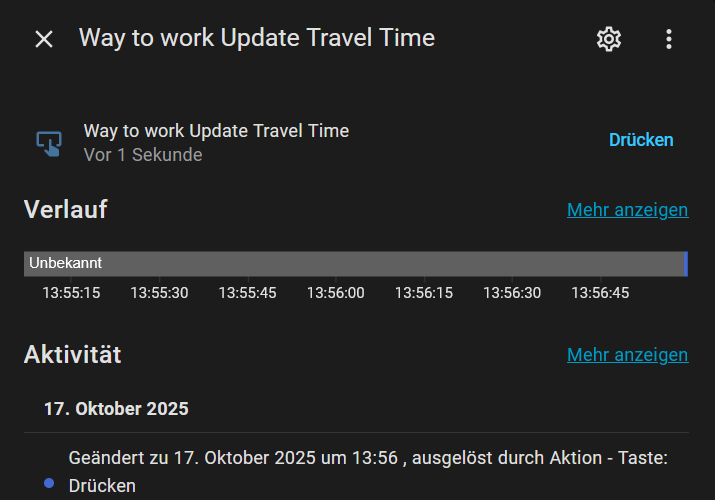 Way to work Update Travel Time
Way to work Update Travel Time
Vor 1 Sekunde
Drücken
Verlauf
Mehr anzeigen
Unbekannt
13:55:15 13:55:30 13:55:45 13:56:00 13:56:15 13:56:30 13:56:45
Aktivität
Mehr anzeigen
17. Oktober 2025
Geändert zu 17. Oktober 2025 um 13:56 , ausgelöst durch Aktion - Taste:
Drücken